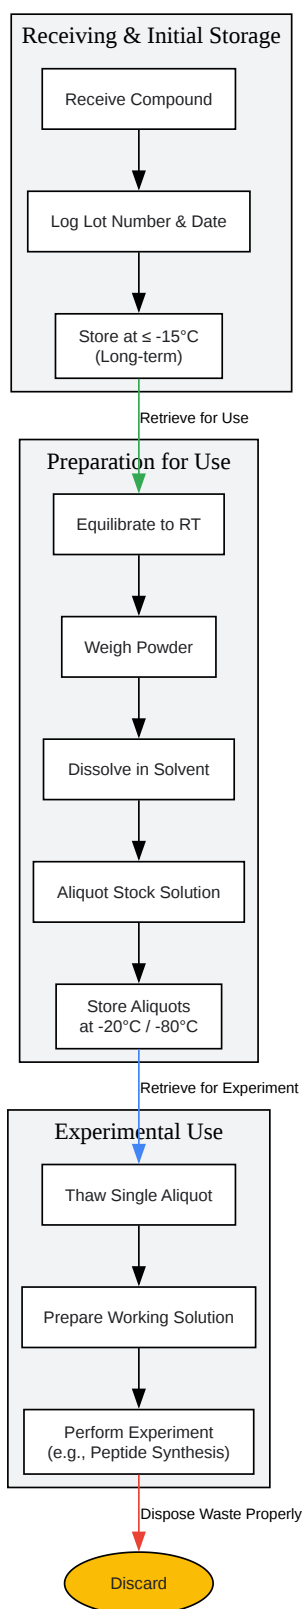 Receiving & Initial Storage
Receive Compound
Log Lot Number & Date
Store at ≤ -15°C
(Long-term)
Retrieve for Use
Preparation for Use
Equilibrate to RT
Weigh Powder
Dissolve in Solvent
Aliquot Stock Solution
Store Aliquots
at -20°C / -80°C
Retrieve for Experiment
Experimental Use
Thaw Single Aliquot
Prepare Working Solution
Perform Experiment
(e.g., Peptide Synthesis)
Dispose Waste Properly
Discard